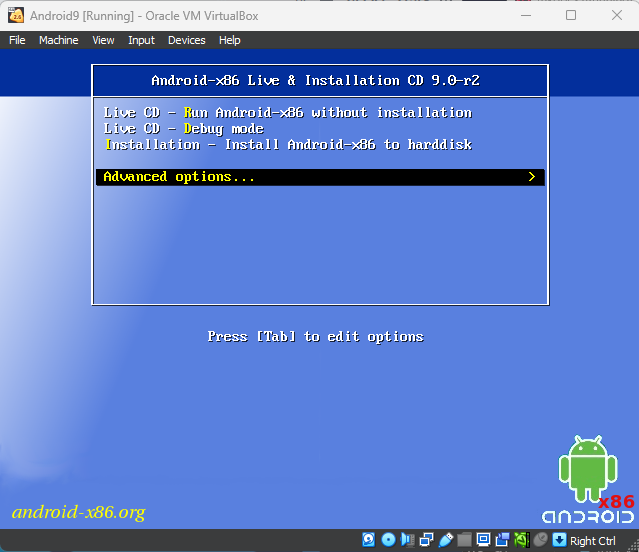 Android9 [Running] - Oracle VM VirtualBox
File Machine View Input Devices Help
Android-x86 Live & Installation CD 9.0-r2
Live CD - Run Android-x86 without installation
Live CD - Debug mode
Installation - Install Android-x86 to harddisk
Advanced options... >
Press [Tab] to edit options
android-x86.org
x86
ANDROID
Right Ctrl